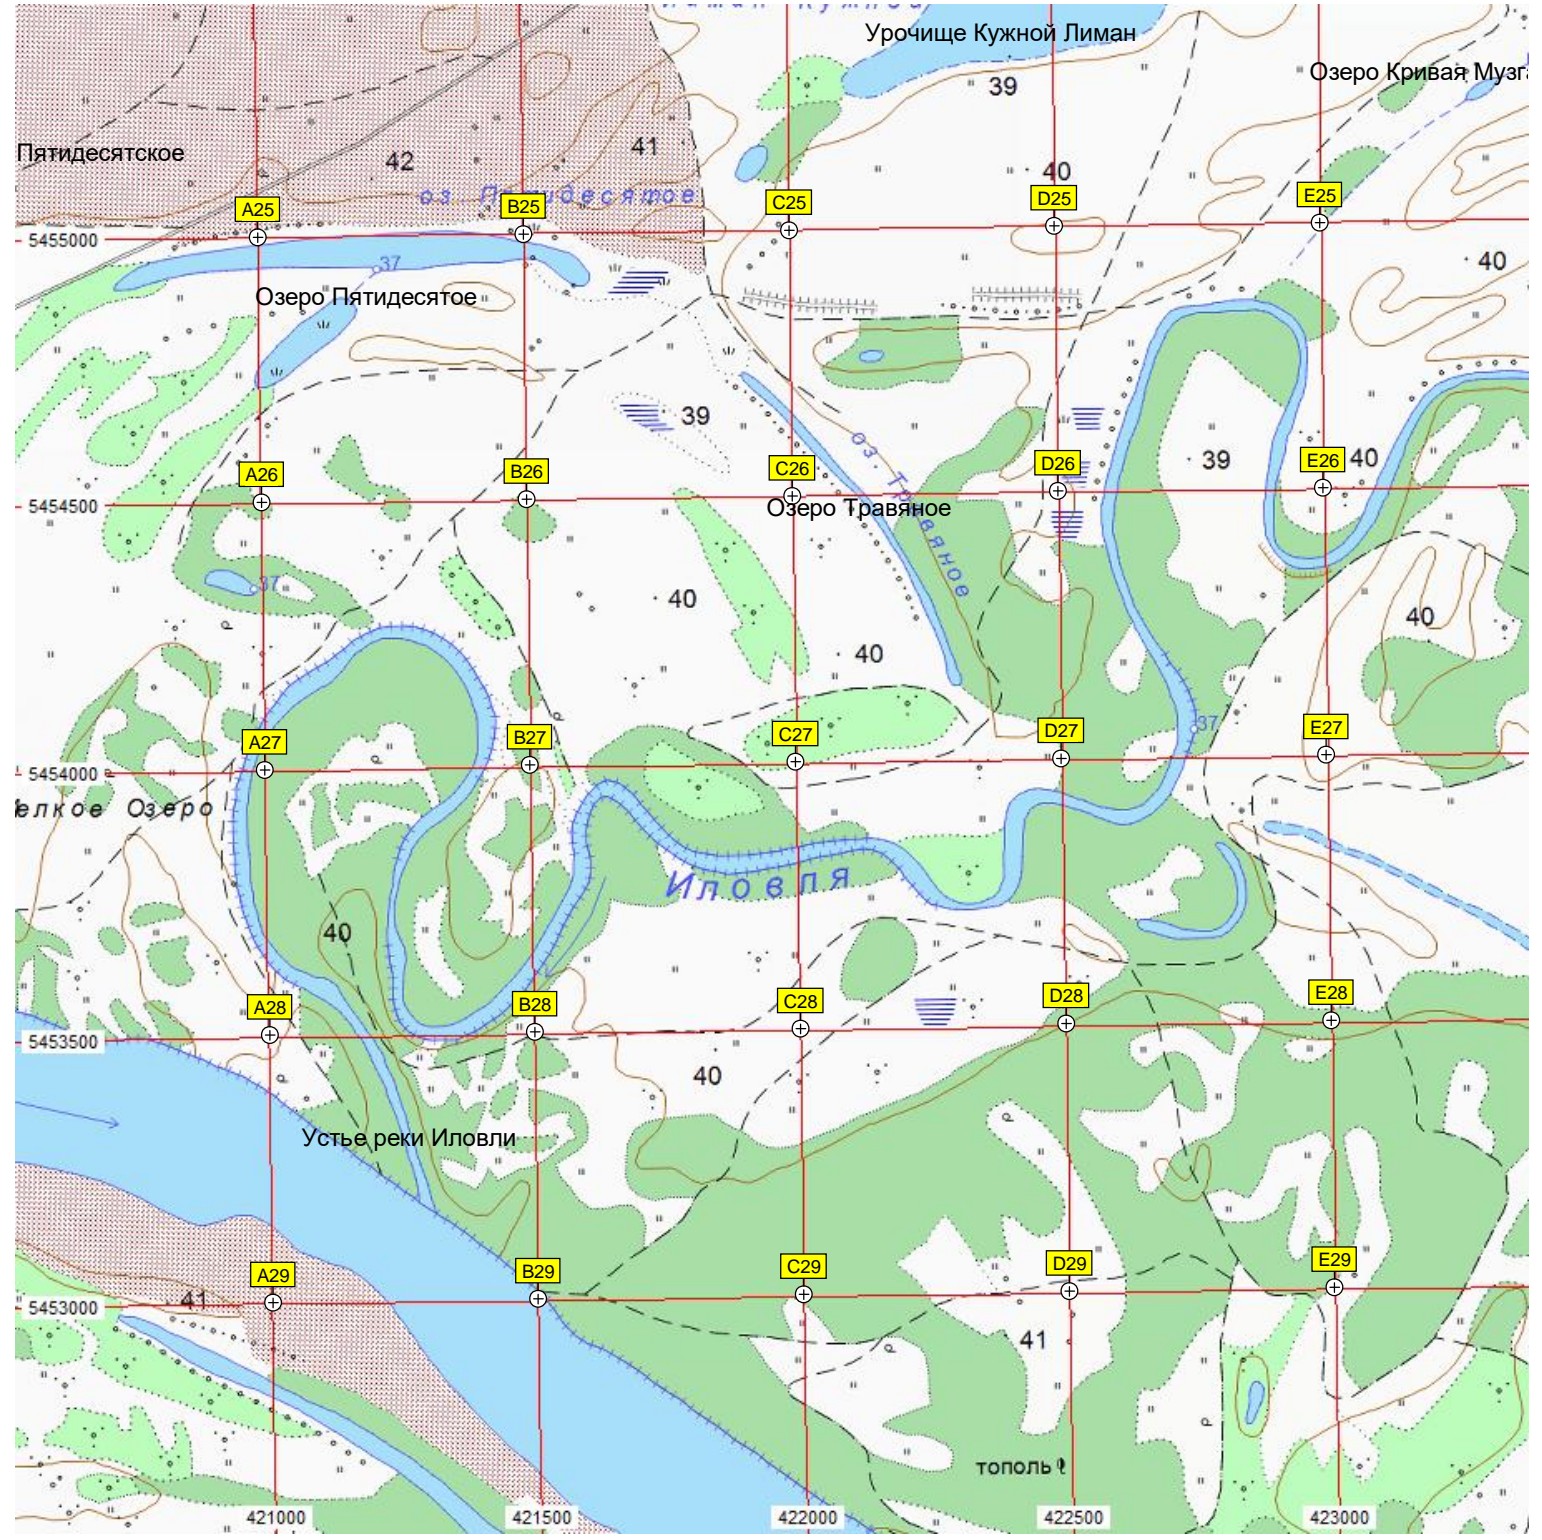 Урочище Кужной Лиман
39
Озеро Кривая Музга
Пятидесятское
42
41
40
оз. Пятидесятое
A25
B25
C25
D25
E25
5455000
37
40
Озеро Пятидесятое
39
оз. Травяное
A26
B26
C26
D26
E26
39
40
5454500
Озеро Травяное
37
40
40
40
A27
B27
C27
D27
E27
37
5454000
елкое Озеро
Иловля
40
A28
B28
C28
D28
E28
5453500
40
Устье реки Иловли
A29
B29
C29
D29
E29
5453000
41
41
тополь
421000
421500
422000
422500
423000